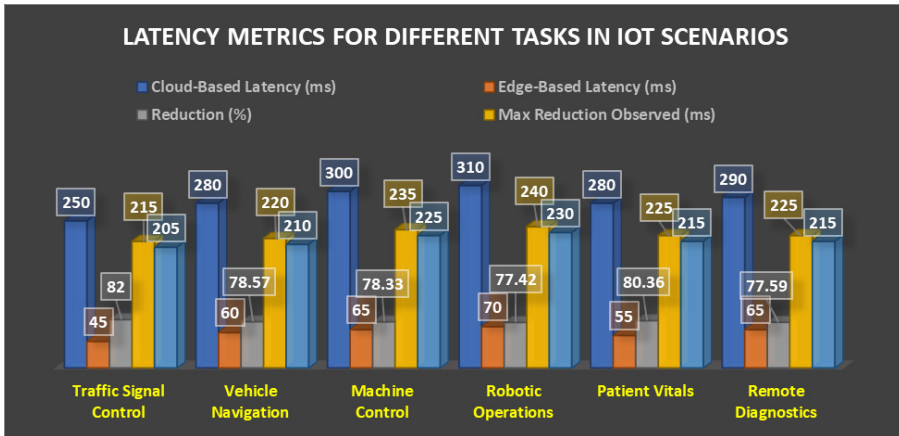 LATENCY METRICS FOR DIFFERENT TASKS IN IOT SCENARIOS
Cloud-Based Latency (ms) Edge-Based Latency (ms)
Reduction (%) Max Reduction Observed (ms)
250 45 82 215 205
280 60 78.57 220 210
300 65 78.33 235 225
310 70 77.42 240 230
280 55 80.36 225 215
290 65 77.59 225 215
Traffic Signal
Control
Vehicle
Navigation
Machine
Control
Robotic
Operations
Patient Vitals
Remote
Diagnostics